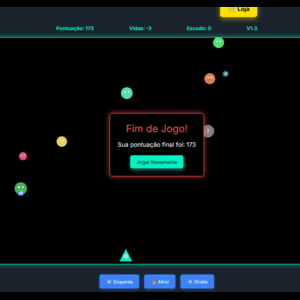 Loja
Pontuação: 173 Vidas: -3 Escudo: 0 V1.3
Fim de Jogo!
Sua pontuação final foi: 173
Jogar Novamente
Esquerda Ativar Direita